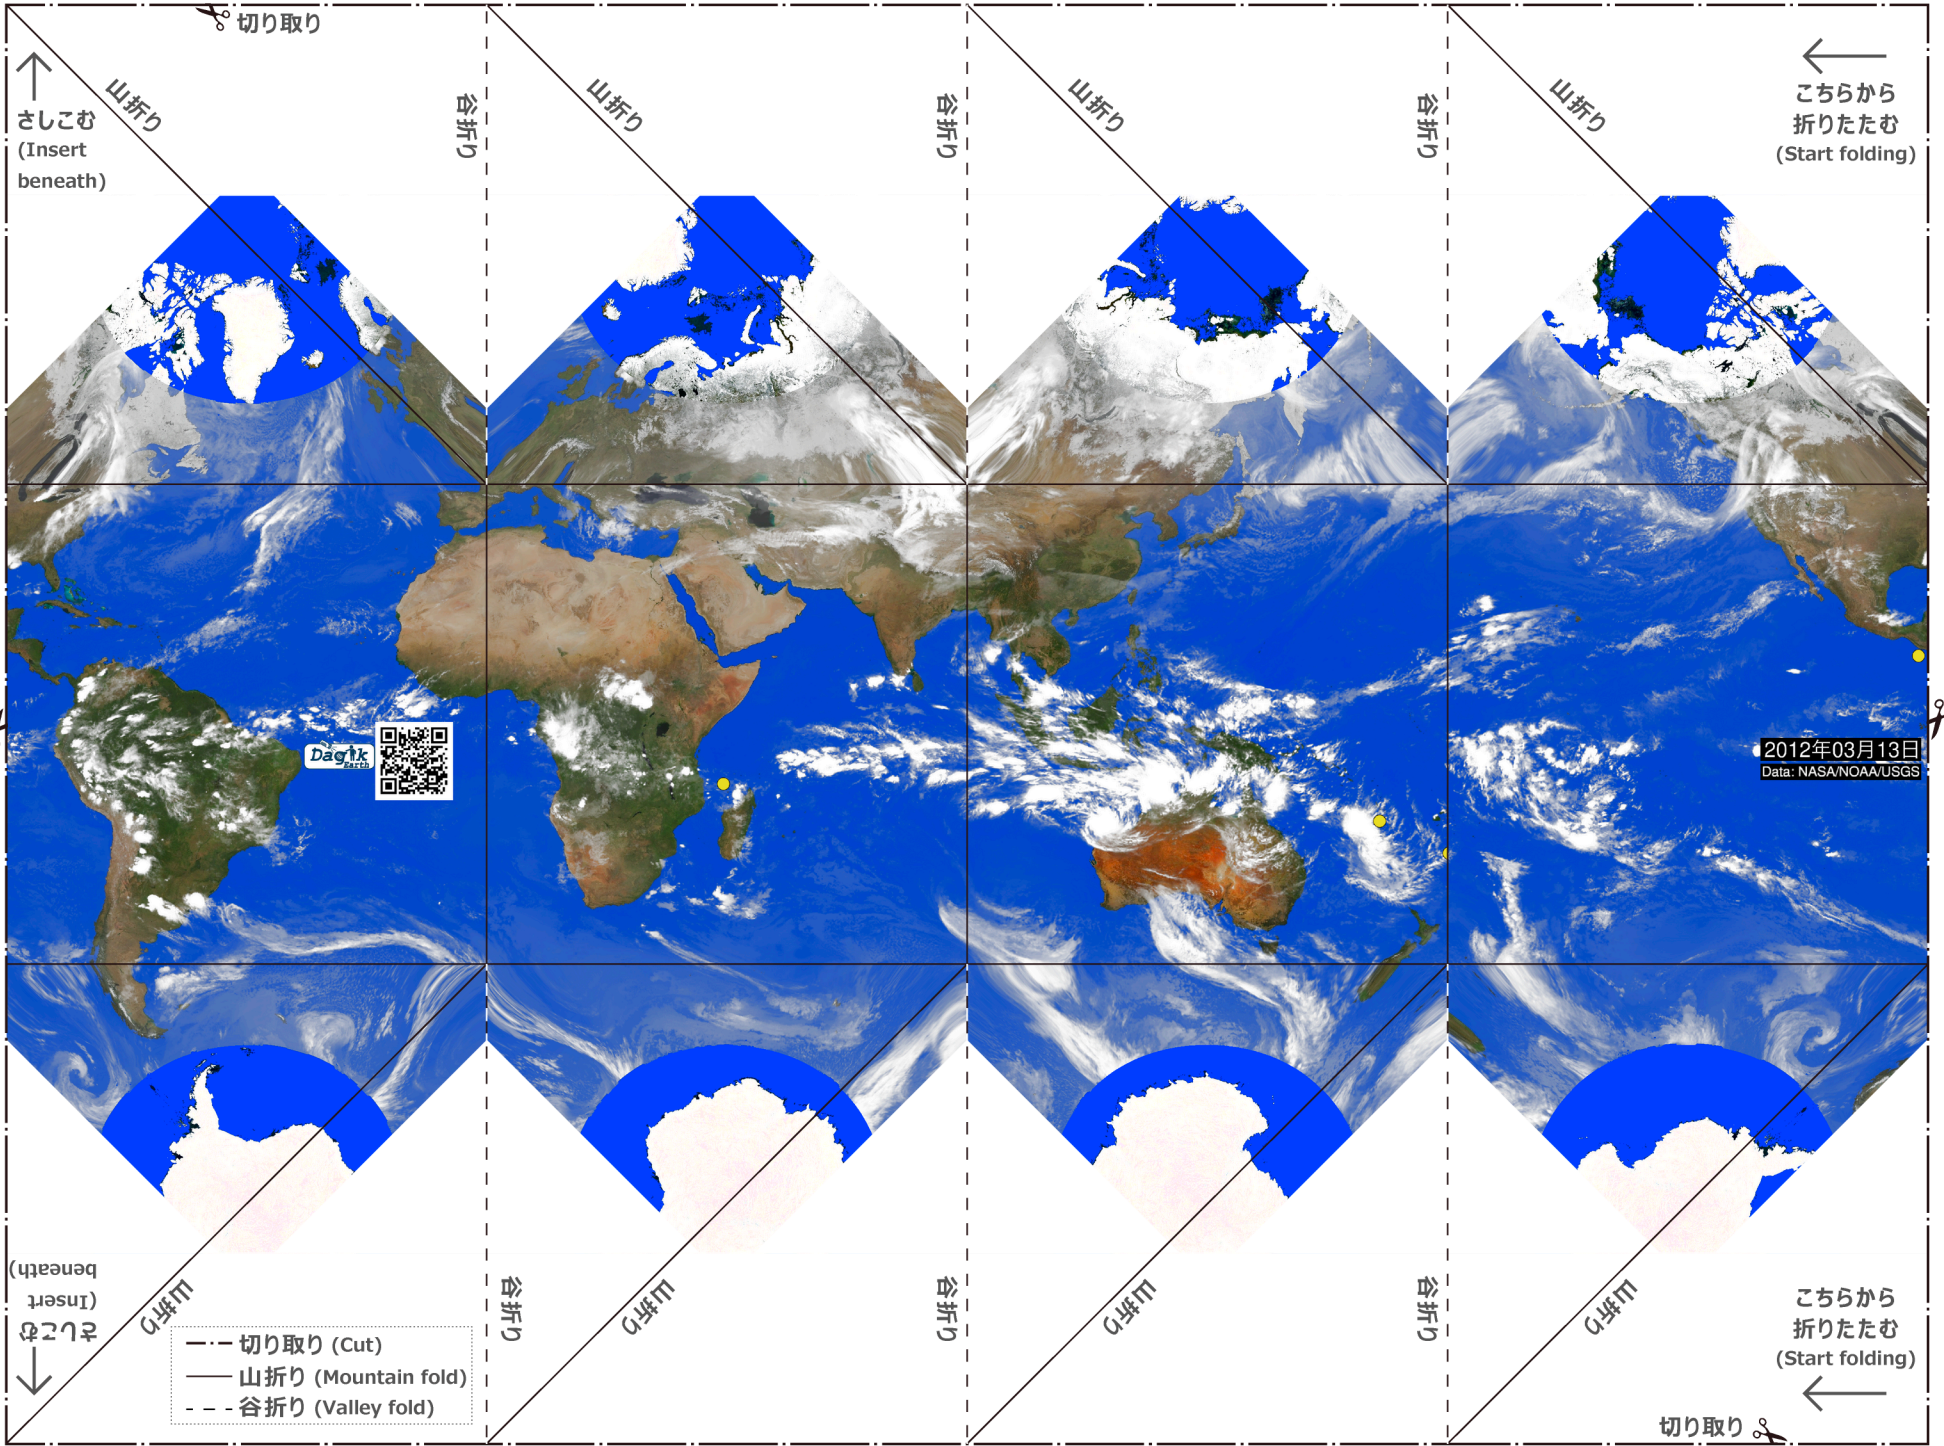 切り取り
山折り
谷折り
山折り
谷折り
山折り
谷折り
山折り
こちらから
折りたたむ
(Start folding)
さしこむ
(Insert
beneath)
Dagik
Earth
2012年03月13日
Data: NASA/NOAA/USGS
さしこむ
(Insert
beneath)
山折り
谷折り
山折り
谷折り
山折り
谷折り
山折り
こちらから
折りたたむ
(Start folding)
切り取り (Cut)
山折り (Mountain fold)
谷折り (Valley fold)
切り取り